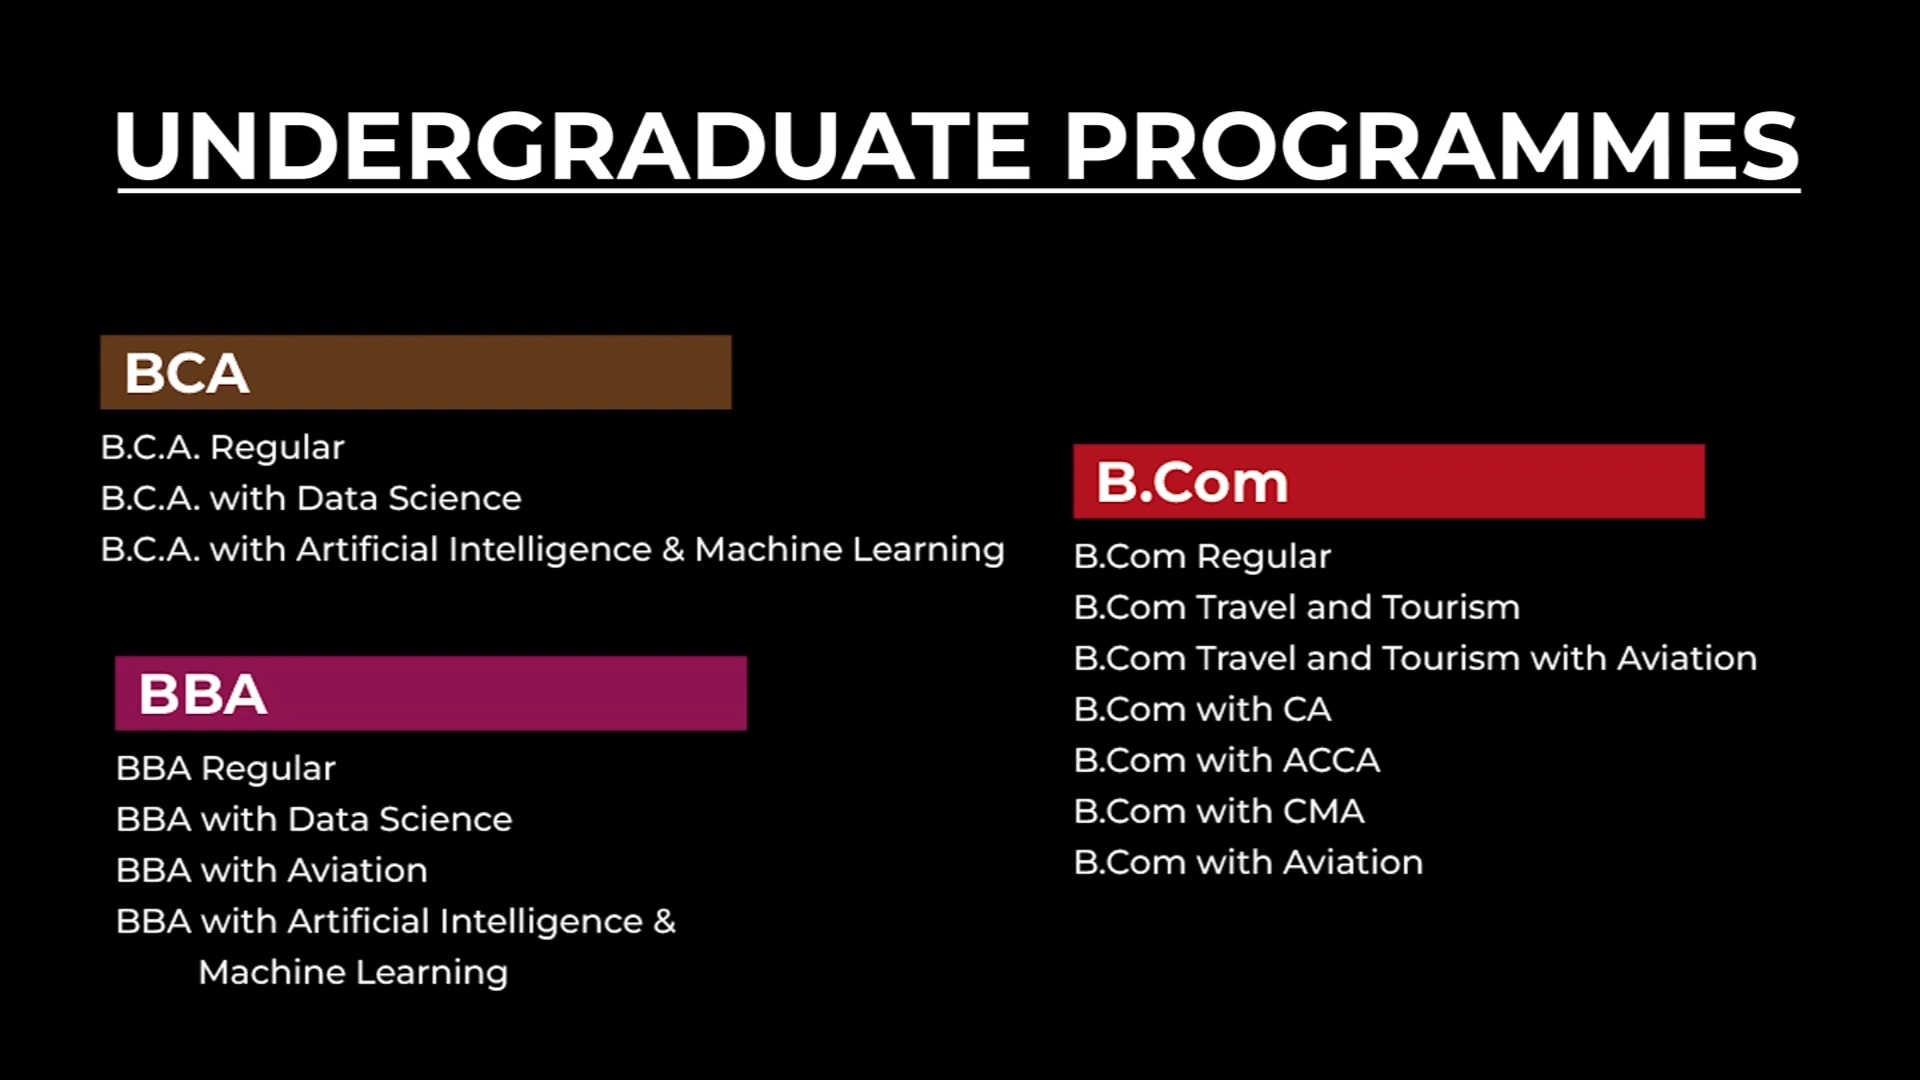 UNDERGRADUATE PROGRAMMES
BCA
B.C.A. Regular
B.C.A. with Data Science
B.C.A. with Artificial Intelligence & Machine Learning
BBA
BBA Regular
BBA with Data Science
BBA with Aviation
BBA with Artificial Intelligence &
Machine Learning
B.Com
B.Com Regular
B.Com Travel and Tourism
B.Com Travel and Tourism with Aviation
B.Com with CA
B.Com with ACCA
B.Com with CMA
B.Com with Aviation